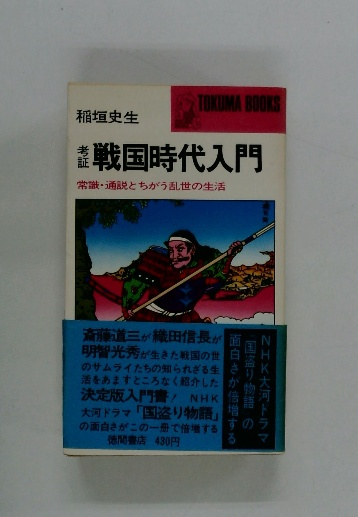 TOKUMA BOOKS
稲垣史生
考証
戦国時代入門
常識・通説とちがう乱世の生活
斎藤道三が織田信長が
明智光秀が生きた戦国の世
のサムライたちの知られざる生
活をあますところなく紹介した
決定版入門書! NHK
大河ドラマ「国盗り物語」
の面白さがこの一冊で倍増する
徳間書店 430円
NHK大河ドラマ
「国盗り物語」の
面白さが倍増する